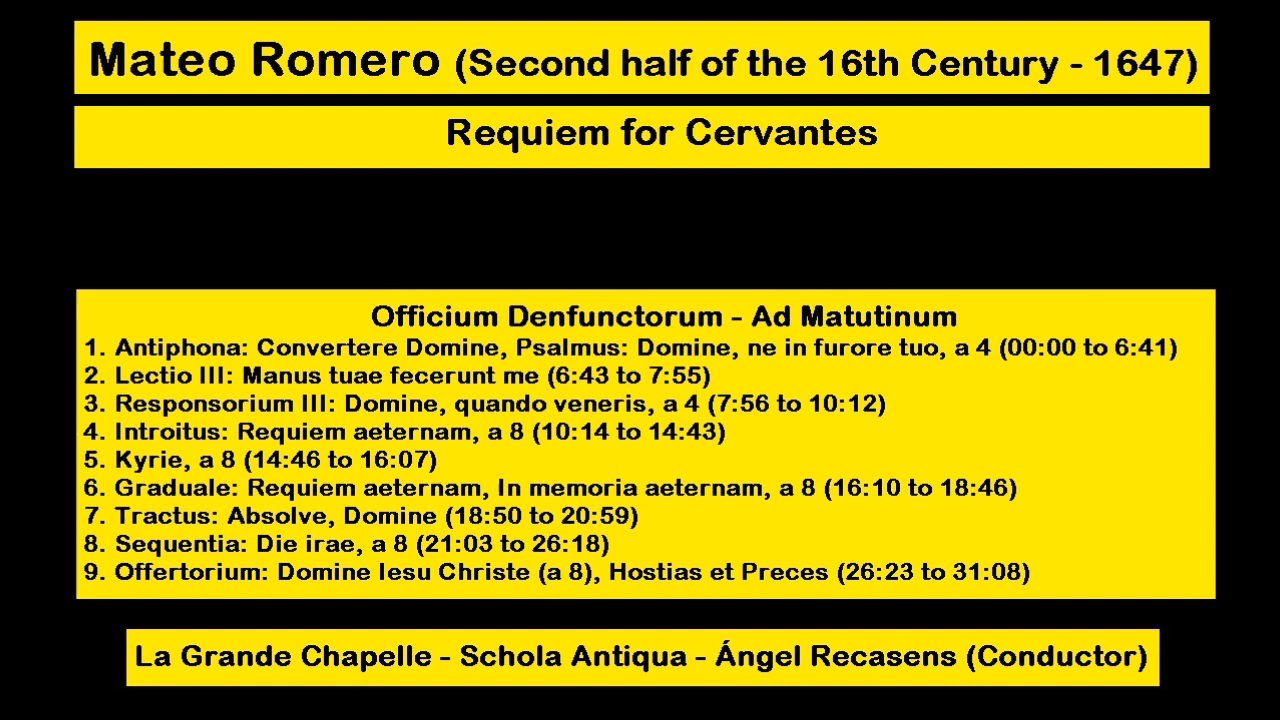 Mateo Romero (Second half of the 16th Century - 1647)
Requiem for Cervantes
Officium Denfunctorum - Ad Matutinum
1. Antiphona: Convertere Domine, Psalmus: Domine, ne in furore tuo, a 4 (00:00 to 6:41)
2. Lectio III: Manus tuae fecerunt me (6:43 to 7:55)
3. Responsorium III: Domine, quando veneris, a 4 (7:56 to 10:12)
4. Introitus: Requiem aeternam, a 8 (10:14 to 14:43)
5. Kyrie, a 8 (14:46 to 16:07)
6. Graduale: Requiem aeternam, In memoria aeternam, a 8 (16:10 to 18:46)
7. Tractus: Absolve, Domine (18:50 to 20:59)
8. Sequentia: Die irae, a 8 (21:03 to 26:18)
9. Offertorium: Domine Iesu Christe (a 8), Hostias et Preces (26:23 to 31:08)
La Grande Chapelle - Schola Antiqua - Ángel Recasens (Conductor)